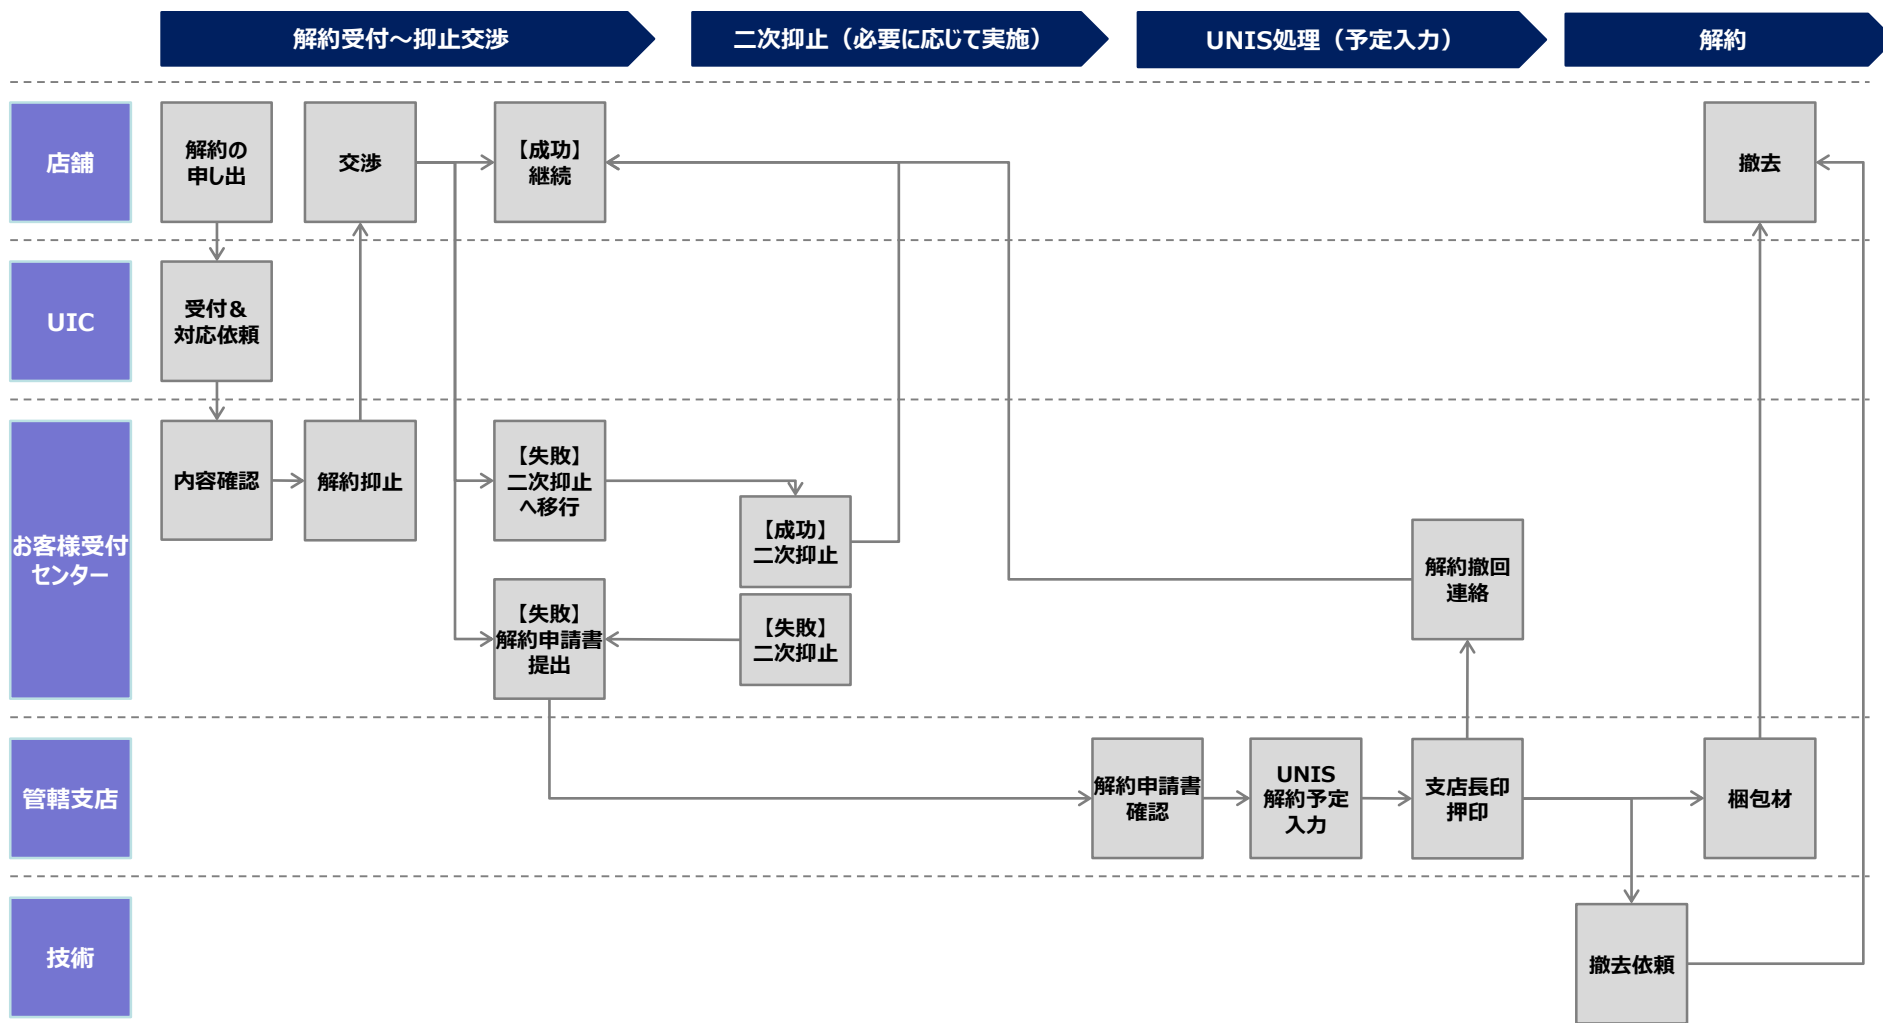 解約受付～抑止交渉
二次抑止（必要に応じて実施）
UNIS処理（予定入力）
解約
店舗
解約の
申し出
交渉
【成功】
継続
撤去
UIC
受付＆
対応依頼
お客様受付
センター
内容確認
解約抑止
【失敗】
二次抑止
へ移行
【成功】
二次抑止
【失敗】
解約申請書
提出
【失敗】
二次抑止
解約撤回
連絡
管轄支店
解約申請書
確認
UNIS
解約予定
入力
支店長印
押印
梱包材
技術
撤去依頼